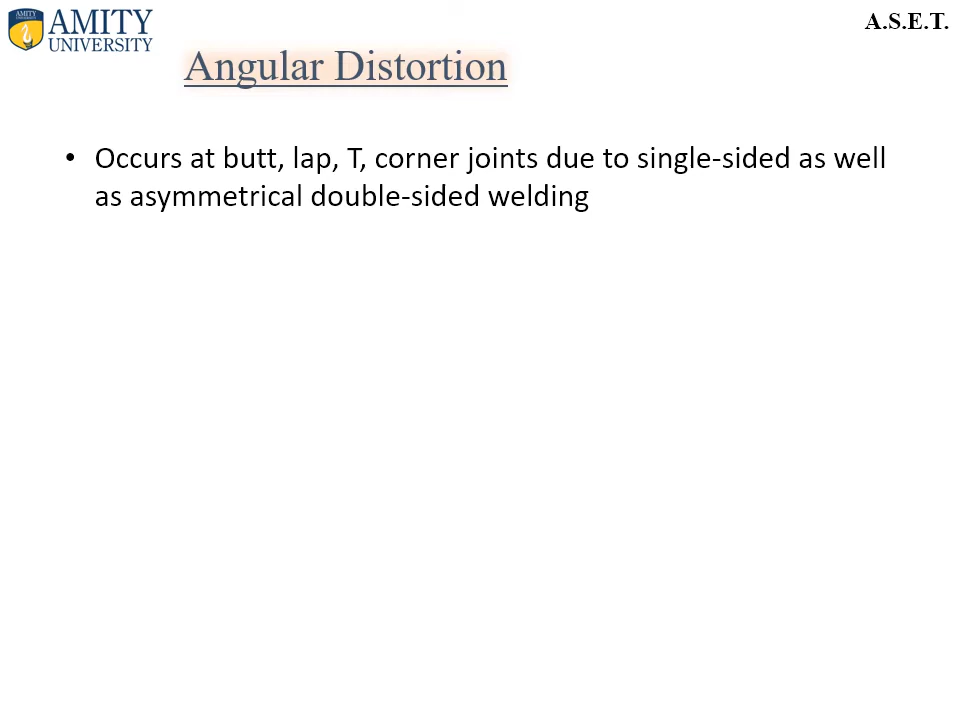 AMITY
UNIVERSITY
A.S.E.T.
Angular Distortion
• Occurs at butt, lap, T, corner joints due to single-sided as well
as asymmetrical double-sided welding